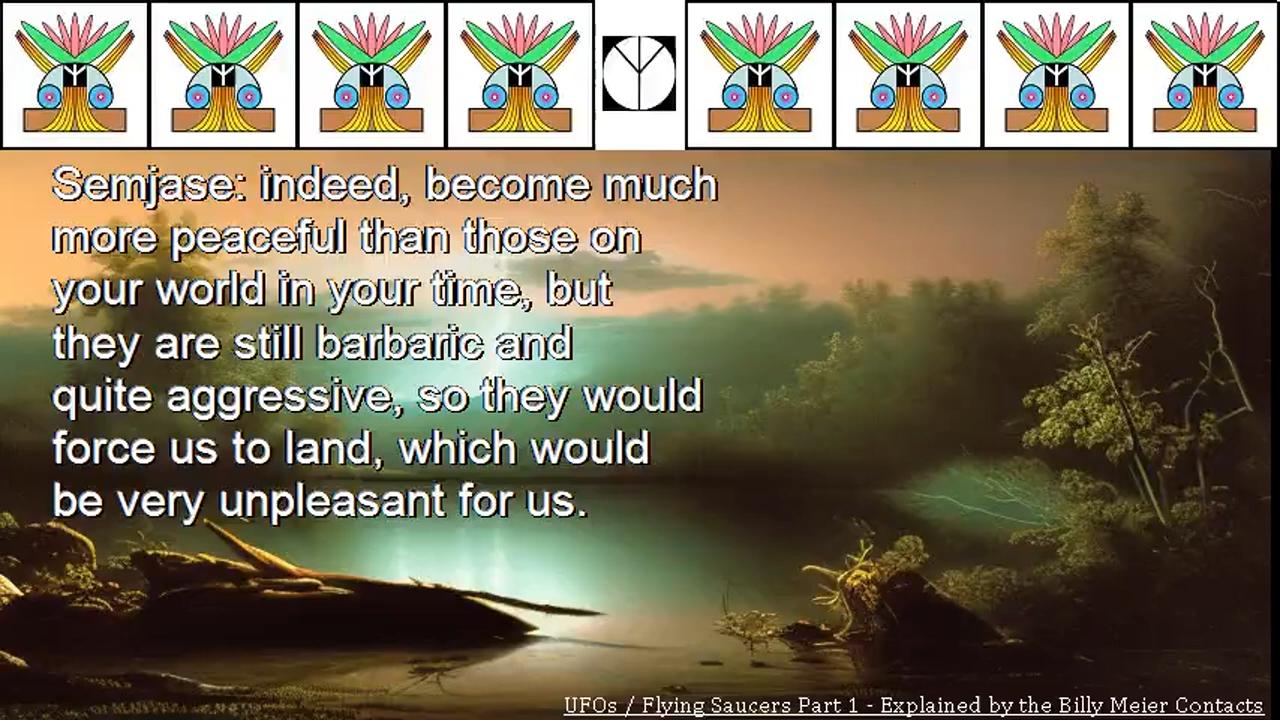 Semjase: indeed, become much
more peaceful than those on
your world in your time, but
they are still barbaric and
quite aggressive, so they would
force us to land, which would
be very unpleasant for us.
UFOs / Flying Saucers Part 1 - Explained by the Billy Meier Contacts